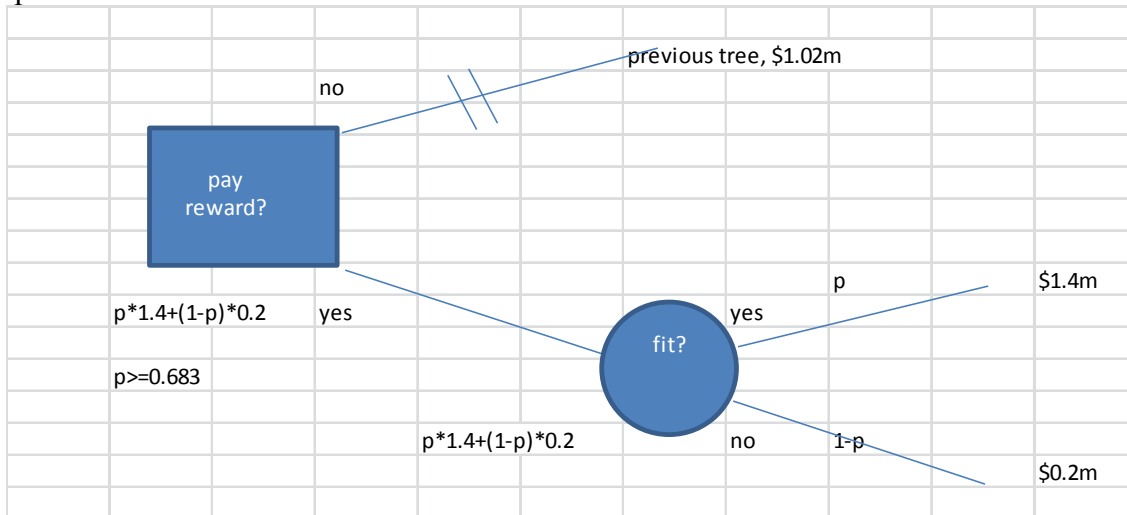 previous tree, $1.02m
no
pay
reward?
p $1.4m
p*1.4+(1-p)*0.2 yes yes
fit?
p>=0.683
p*1.4+(1-p)*0.2 no 1-p
$0.2m